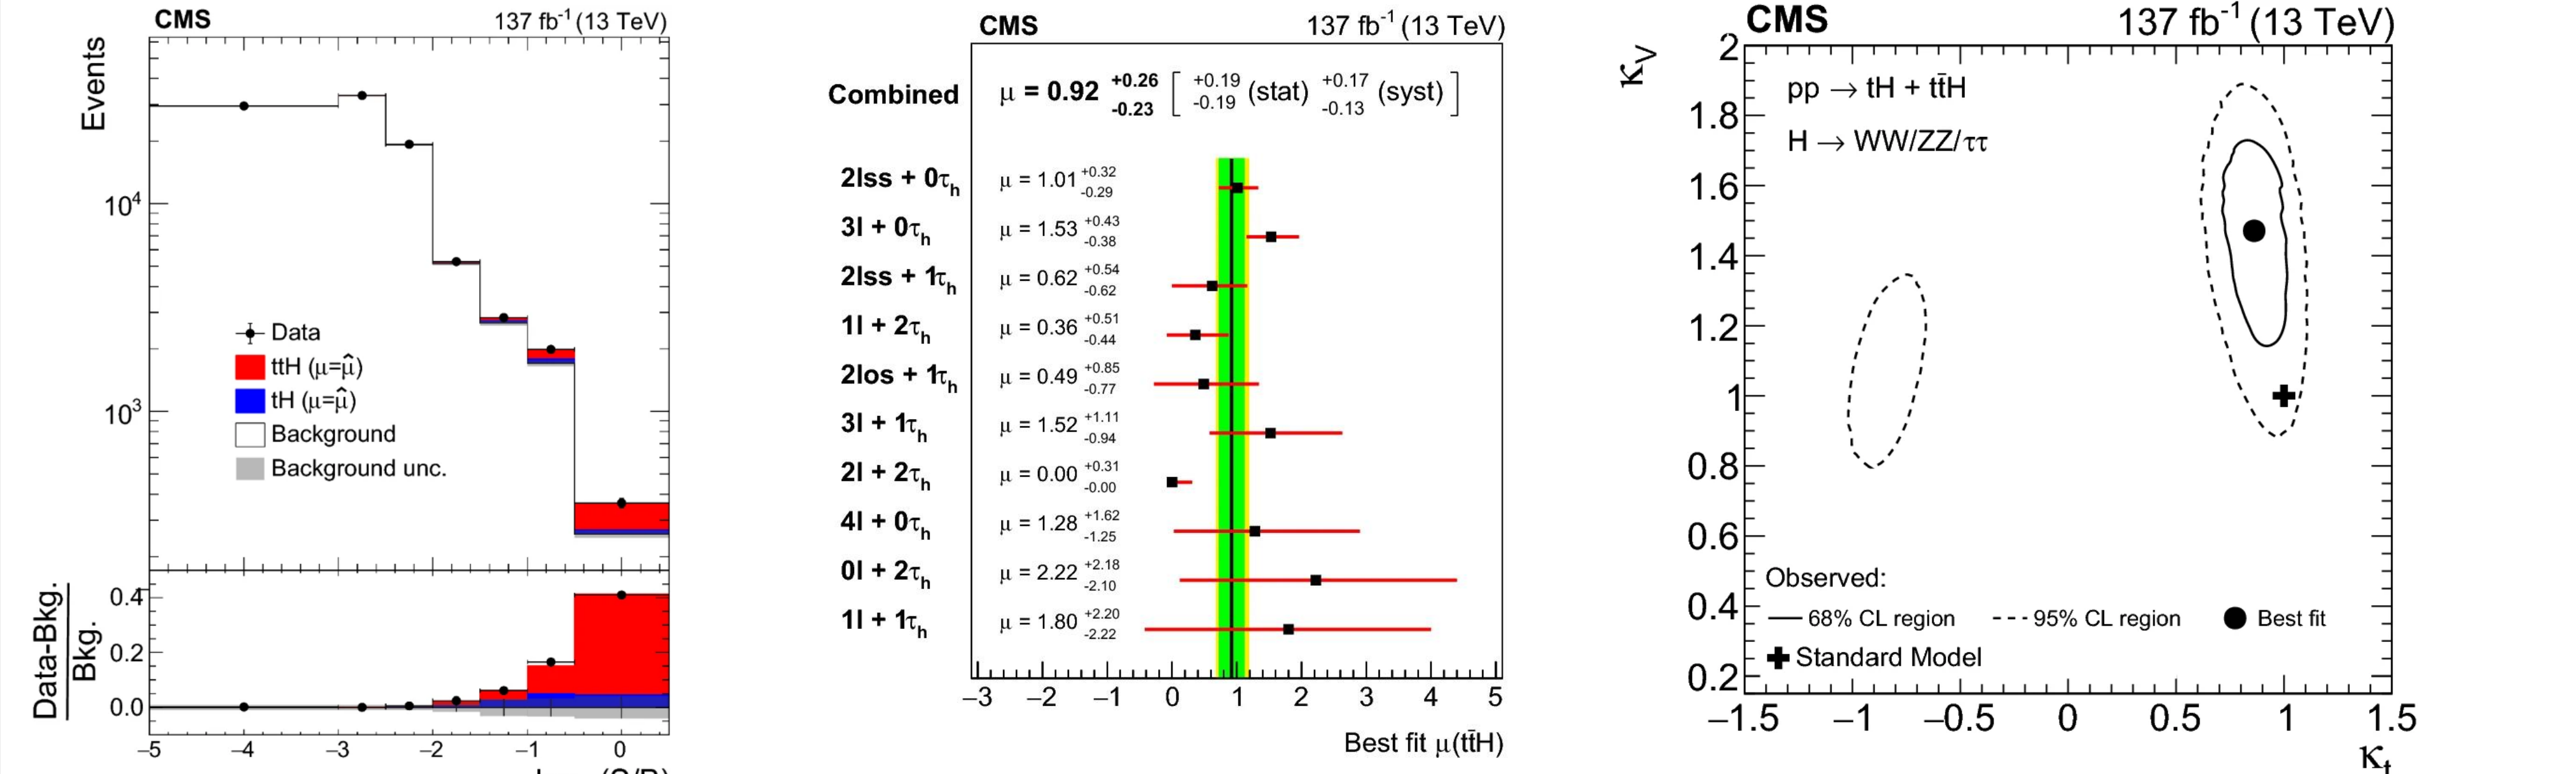 CMS 137 fb⁻¹ (13 TeV)
Events
10⁴
10³
Data
ttH (μ=μ̂)
tH (μ=μ̂)
Background
Background unc.
Data-Bkg.
Bkg.
0.4
0.2
0.0
−5 −4 −3 −2 −1 0
CMS 137 fb⁻¹ (13 TeV)
Combined μ = 0.92 +0.26 -0.23 [ +0.19 -0.19 (stat) +0.17 -0.13 (syst) ]
2lss + 0τh μ = 1.01 +0.32 -0.29
3l + 0τh μ = 1.53 +0.43 -0.38
2lss + 1τh μ = 0.62 +0.54 -0.62
1l + 2τh μ = 0.36 +0.51 -0.44
2los + 1τh μ = 0.49 +0.85 -0.77
3l + 1τh μ = 1.52 +1.11 -0.94
2l + 2τh μ = 0.00 +0.31 -0.00
4l + 0τh μ = 1.28 +1.62 -1.25
0l + 2τh μ = 2.22 +2.18 -2.10
1l + 1τh μ = 1.80 +2.20 -2.22
−3 −2 −1 0 1 2 3 4 5
Best fit μ(tt̄H)
CMS 137 fb⁻¹ (13 TeV)
κV
2
1.8
1.6
1.4
1.2
1
0.8
0.6
0.4
0.2
pp → tH + tt̄H
H → WW/ZZ/ττ
Observed:
68% CL region 95% CL region Best fit
Standard Model
−1.5 −1 −0.5 0 0.5 1 1.5
κt